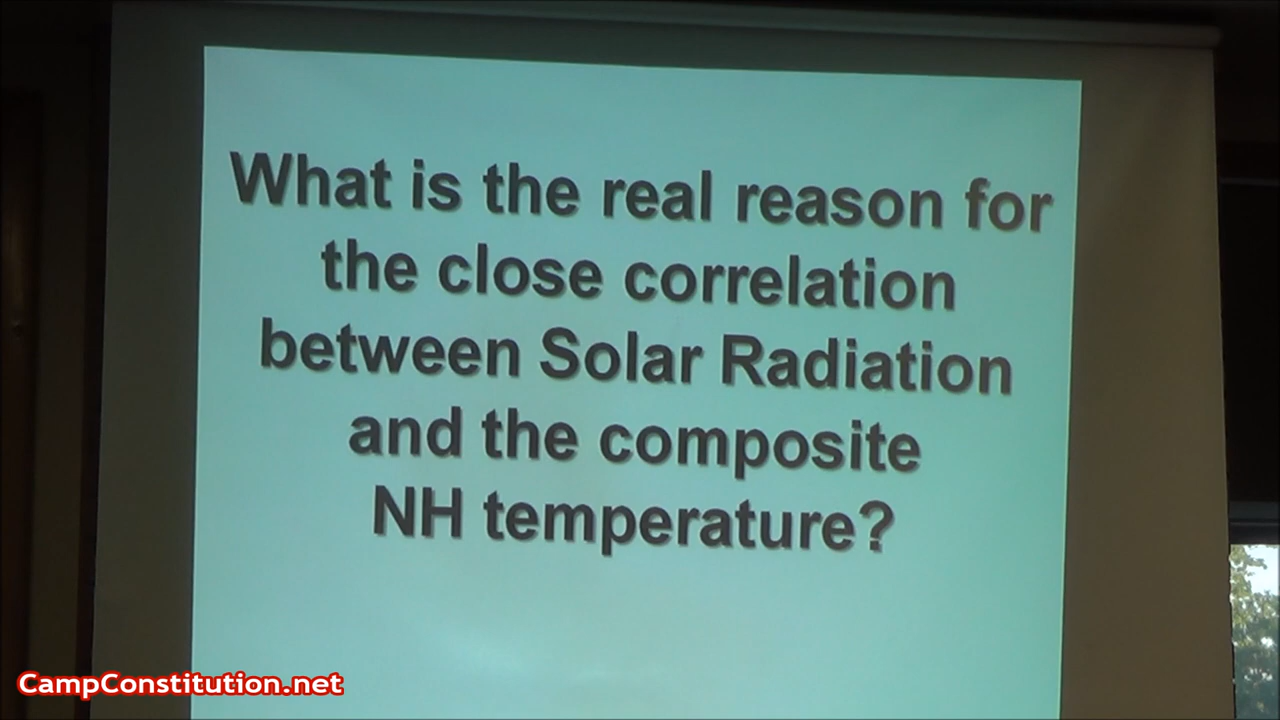 What is the real reason for
the close correlation
between Solar Radiation
and the composite
NH temperature?
CampConstitution.net